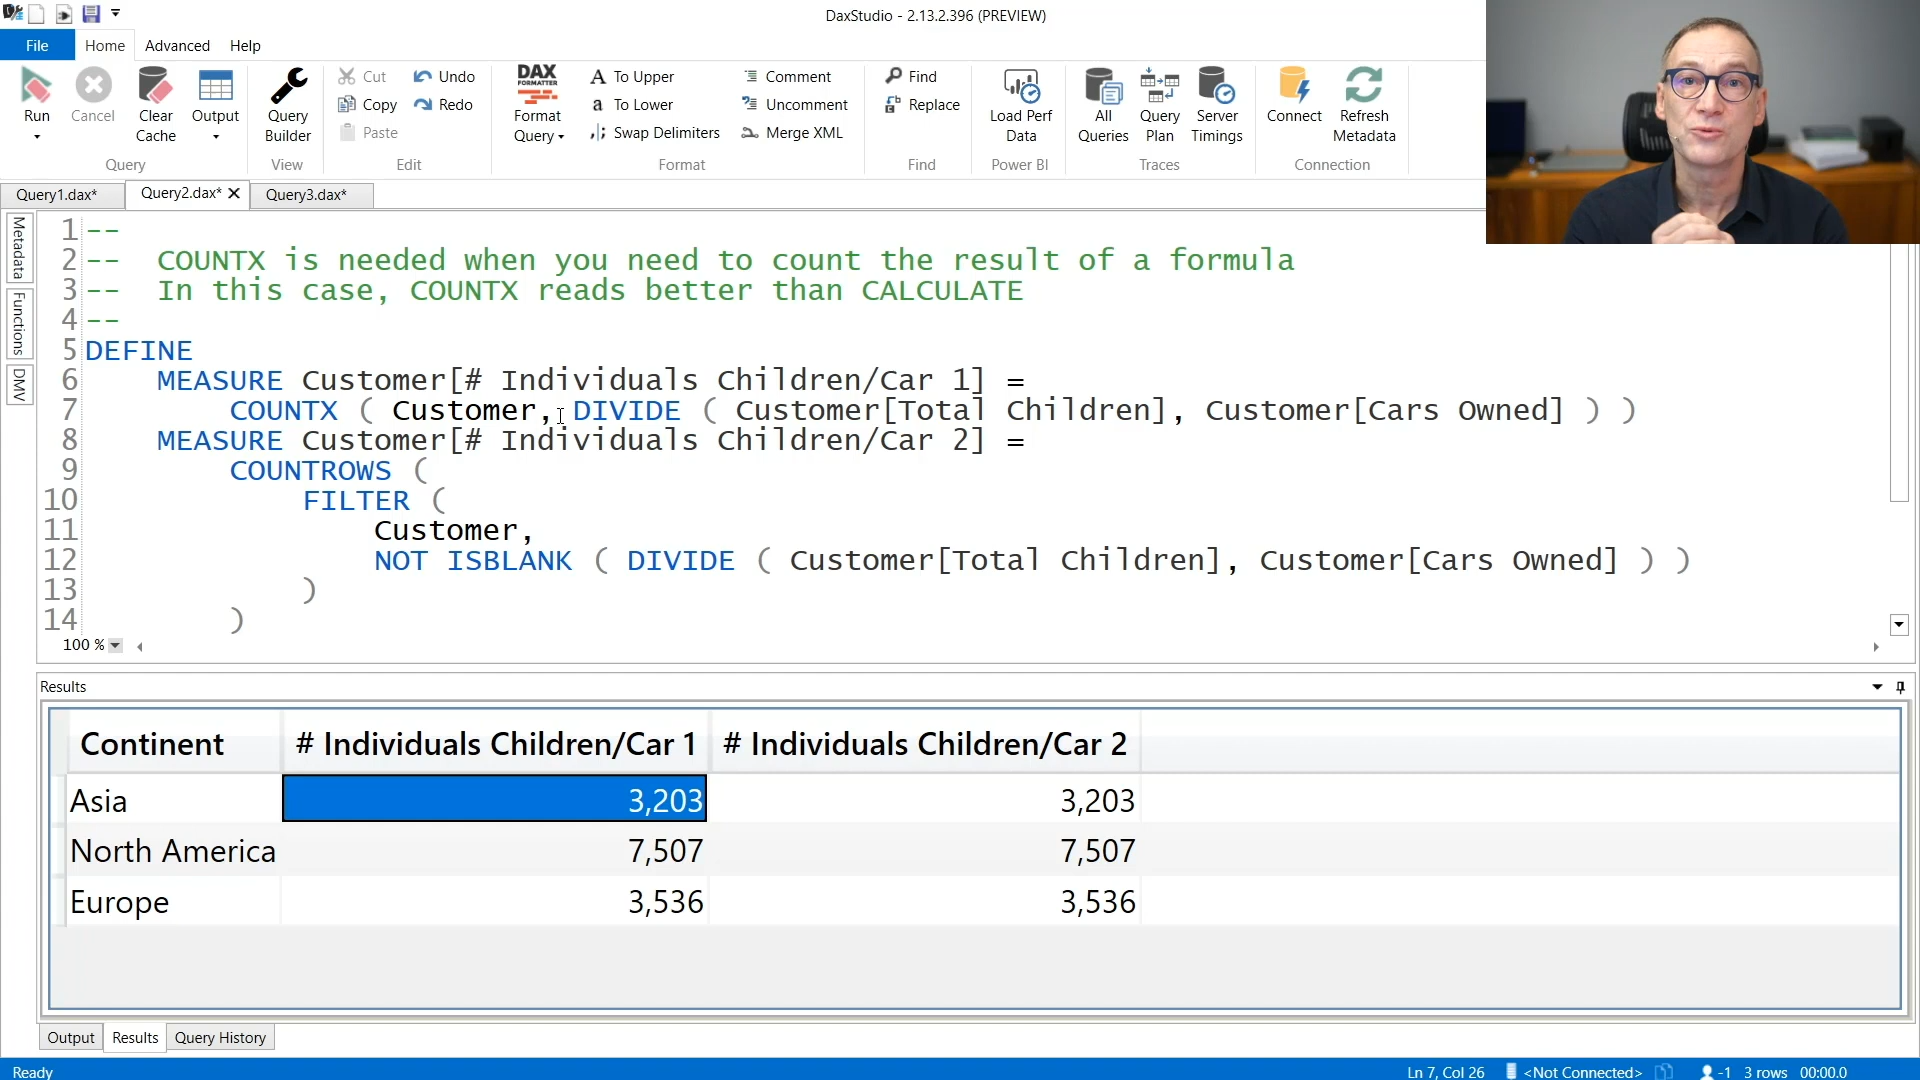 DaxStudio - 2.13.2.396 (PREVIEW)
File Home Advanced Help
Run
Cancel
Clear Cache
Output
Query
Query Builder
View
Cut
Copy
Paste
Undo
Redo
Edit
DAX
FORMATTER
Format Query
To Upper
To Lower
Swap Delimiters
Comment
Uncomment
Merge XML
Format
Find
Replace
Find
Load Perf Data
Power BI
All Queries
Query Plan
Server Timings
Traces
Connect
Refresh Metadata
Connection
Query1.dax* Query2.dax* Query3.dax*
Metadata
Functions
DMV
1 --
2 -- COUNTX is needed when you need to count the result of a formula
3 -- In this case, COUNTX reads better than CALCULATE
4 --
5 DEFINE
6 MEASURE Customer[# Individuals Children/Car 1] =
7 COUNTX ( Customer, DIVIDE ( Customer[Total Children], Customer[Cars Owned] ) )
8 MEASURE Customer[# Individuals Children/Car 2] =
9 COUNTROWS (
10 FILTER (
11 Customer,
12 NOT ISBLANK ( DIVIDE ( Customer[Total Children], Customer[Cars Owned] ) )
13 )
14 )
100 %
Results
Continent # Individuals Children/Car 1 # Individuals Children/Car 2
Asia 3,203 3,203
North America 7,507 7,507
Europe 3,536 3,536
Output Results Query History
Ready Ln 7, Col 26 <Not Connected> -1 3 rows 00:00.0